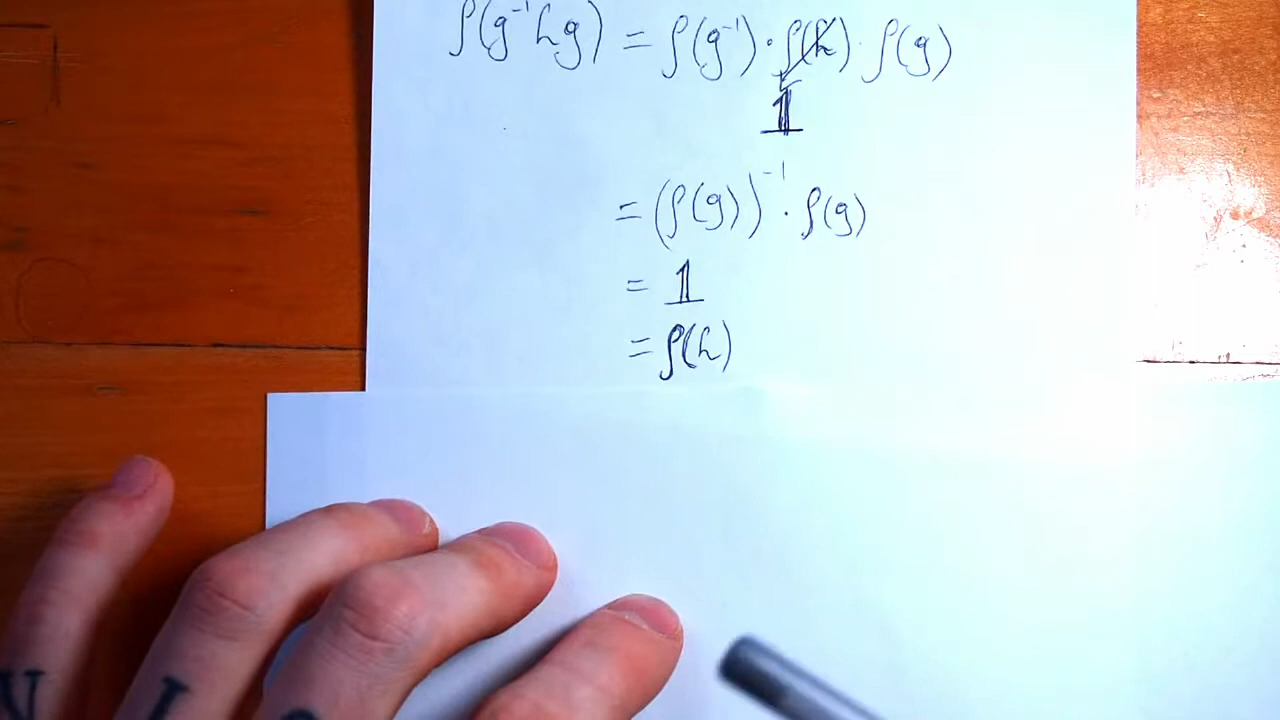 ρ(g⁻¹hg) = ρ(g⁻¹)·ρ(h)·ρ(g)
1
= (ρ(g))⁻¹·ρ(g)
= 1
= ρ(h)